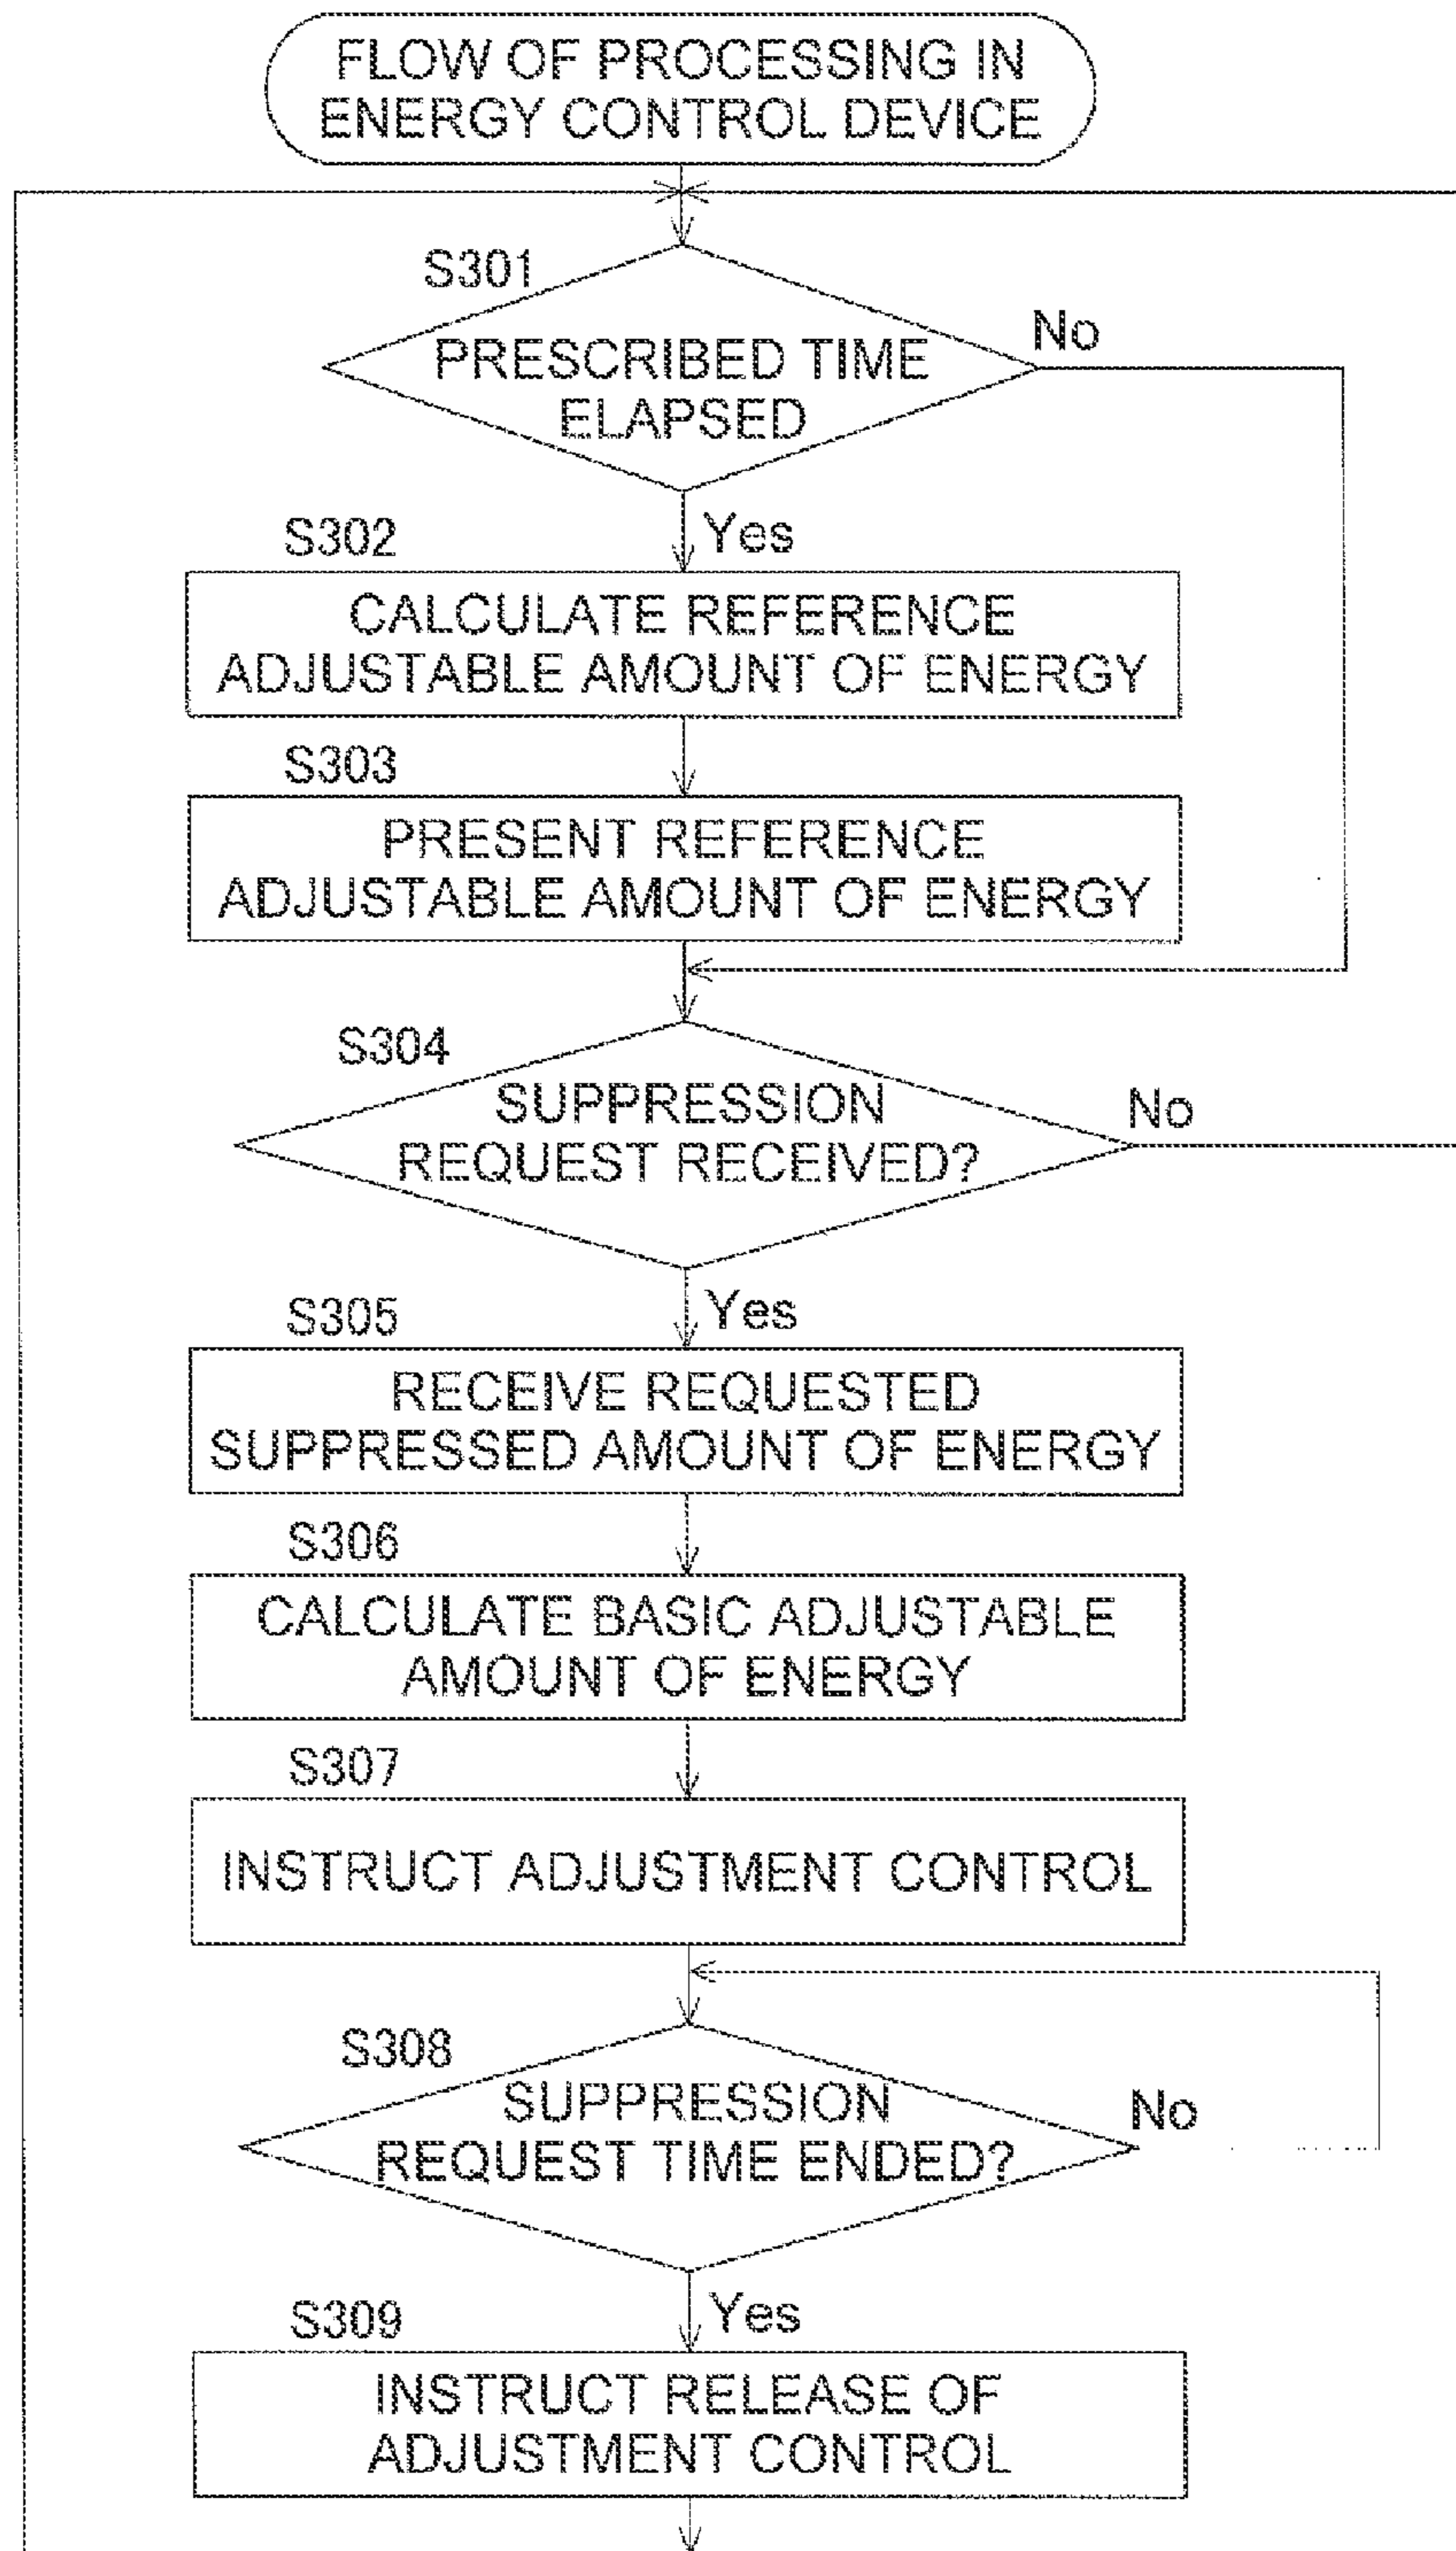 FLOW OF PROCESSING IN
ENERGY CONTROL DEVICE
S301
No
PRESCRIBED TIME
ELAPSED
S302
Yes
CALCULATE REFERENCE
ADJUSTABLE AMOUNT OF ENERGY
S303
PRESENT REFERENCE
ADJUSTABLE AMOUNT OF ENERGY
S304
SUPPRESSION
No
REQUEST RECEIVED?
S305
Yes
RECEIVE REQUESTED
SUPPRESSED AMOUNT OF ENERGY
S306
CALCULATE BASIC ADJUSTABLE
AMOUNT OF ENERGY
S307
INSTRUCT ADJUSTMENT CONTROL
S308
SUPPRESSION
No
REQUEST TIME ENDED?
S309
Yes
INSTRUCT RELEASE OF
ADJUSTMENT CONTROL